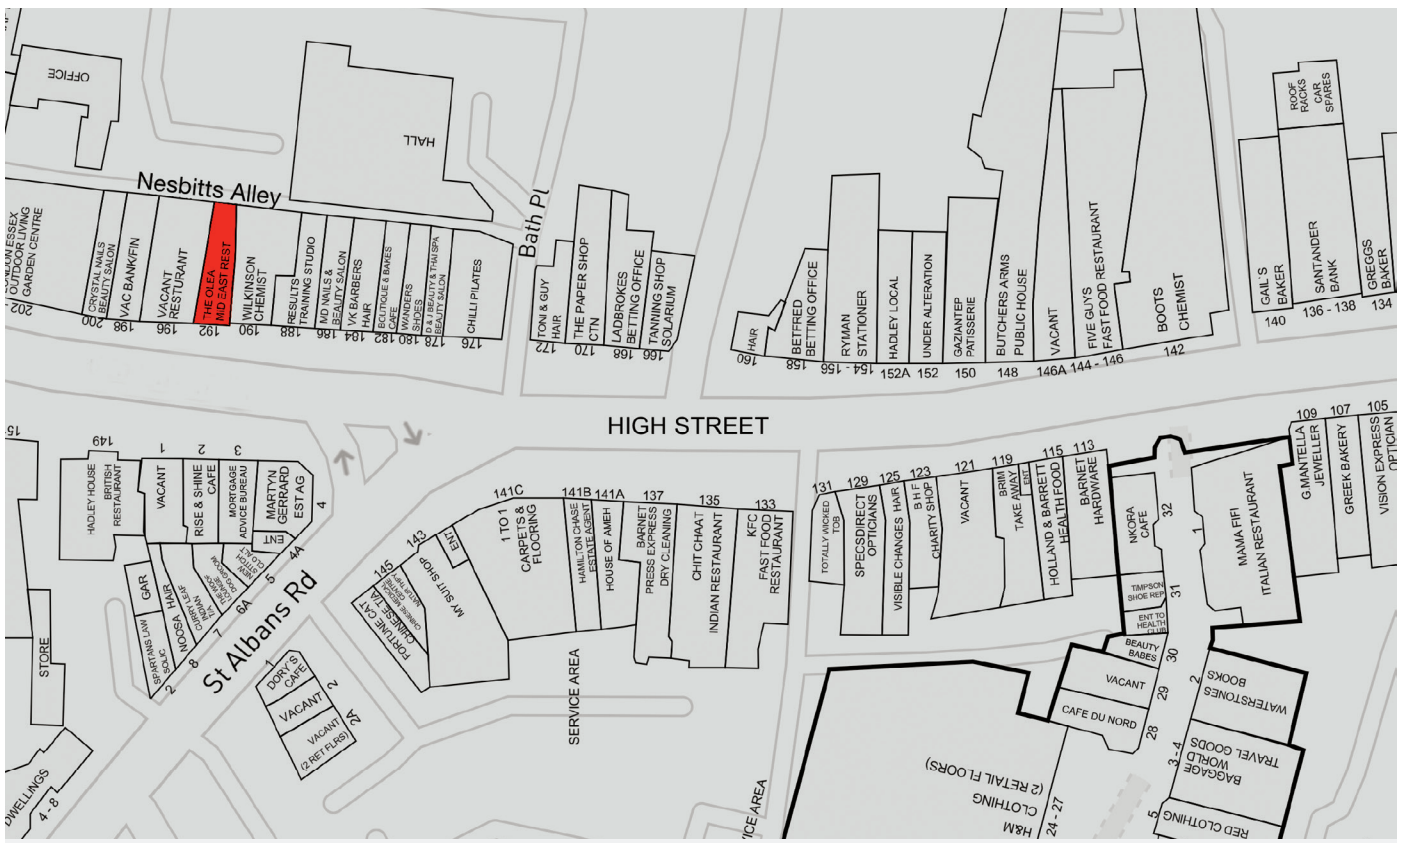 OFFICE
HALL
ROOF
RACKS
CAR
SPARES
Nesbitts Alley
Bath Pl
OUTDOOR LIVING
GARDEN CENTRE
202
CRYSTAL NAILS
BEAUTY SALON
200
VAC BANK/FIN
198
VACANT
RESTURANT
196
THE OLEA
MID EAST REST
192
WILKINSON
CHEMIST
190
RESULTS
TRAINING STUDIO
188
MD NAILS &
BEAUTY SALON
186
VK BARBERS
HAIR
184
BOUTIQUE & BAKES
CAFE
182
WANDERS
SHOES
180
D & J BEAUTY & THAI SPA
BEAUTY SALON
178
CHILLI PILATES
176
TONI & GUY
HAIR
172
THE PAPER SHOP
CTN
170
LADBROKES
BETTING OFFICE
168
TANNING SHOP
SOLARIUM
166
HAIR
160
BETFRED
BETTING OFFICE
158
RYMAN
STATIONER
156 - 154
HADLEY LOCAL
152A
UNDER ALTERATION
152
GAZIANTEP
PATISSERIE
150
BUTCHERS ARMS
PUBLIC HOUSE
148
VACANT
146A
FIVE GUYS
FAST FOOD RESTAURANT
144 - 146
BOOTS
CHEMIST
142
GAIL'S
BAKER
140
SANTANDER
BANK
136 - 138
GREGGS
BAKER
134
HIGH STREET
149
HADLEY HOUSE
BRITISH
RESTAURANT
1
VACANT
2
RISE & SHINE
CAFE
3
MORTGAGE
ADVICE BUREAU
MARTYN
GERRARD
EST AG
4
ENT
4A
NEW
STITCH
CLO ALT
5
6A
CURRY LEAF
INDIAN
T/A
7
NOOSA HAIR
8
GAR
SPARTANS LAW
SOLIC
2
St Albans Rd
STORE
DWELLINGS
4 - 8
1
DORY'S
CAFE
2
VACANT
2A
VACANT
(2 RET FLRS)
145
FORTUNE CAT
CHINESE T/A
143
MY SUIT SHOP
ENT
141C
1 TO 1
CARPETS &
FLOORING
141B
HAMILTON CHASE
ESTATE AGENT
141A
HOUSE OF AMEH
137
BARNET
PRESS EXPRESS
DRY CLEANING
135
CHIT CHAAT
INDIAN RESTAURANT
133
KFC
FAST FOOD
RESTAURANT
SERVICE AREA
VICE AREA
131
TOTALLY WICKED
TOB
129
SPECSDIRECT
OPTICIANS
125
VISIBLE CHANGES HAIR
123
B H F
CHARITY SHOP
121
VACANT
119
BRIM
TAKE AWAY
ENT
115
HOLLAND & BARRETT
HEALTH FOOD
113
BARNET
HARDWARE
NKORA
CAFE
32
TIMPSON
SHOE REP
31
ENT TO
HEALTH
CLUB
BEAUTY
BABES
30
VACANT
29
CAFE DU NORD
28
1
MAMA FIFI
ITALIAN RESTAURANT
109
G.MANTELLA
JEWELLER
107
GREEK BAKERY
105
VISION EXPRESS
OPTICIAN
2
WATERSTONES
BOOKS
3-4
BAGGAGE
WORLD
TRAVEL GOODS
5
RED CLOTHING
H&M
CLOTHING
(2 RETAIL FLOORS)
24 - 27